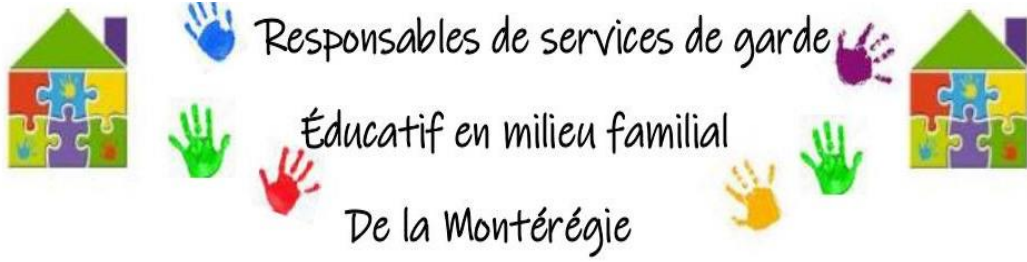 Responsables de services de garde
Éducatif en milieu familial
De la Montérégie